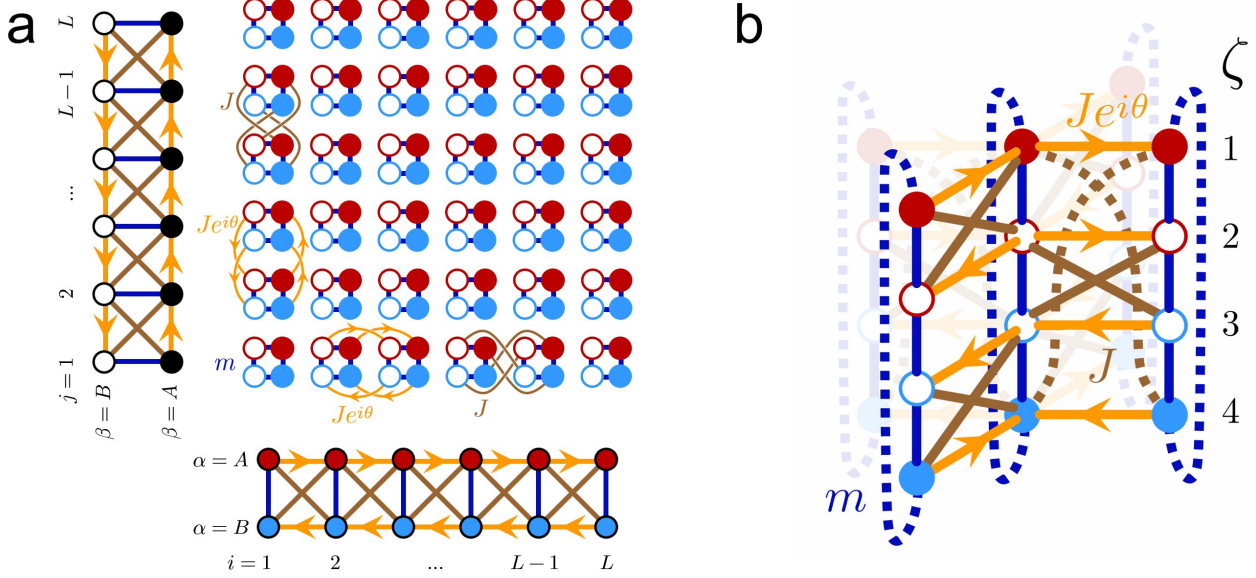 a
L
L − 1
...
2
j = 1
β = B
β = A
J
Je^{iθ}
m
Je^{iθ}
J
α = A
α = B
i = 1
2
...
L − 1
L
b
ζ
Je^{iθ}
1
2
3
J
4
m